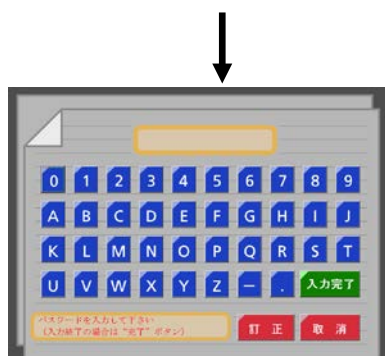 0 1 2 3 4 5 6 7 8 9
A B C D E F G H I J
K L M N O P Q R S T
U V W X Y Z － . 入力完了
パスワードを入力して下さい
(入力終了の場合は“完了”ボタン)
訂 正 取 消